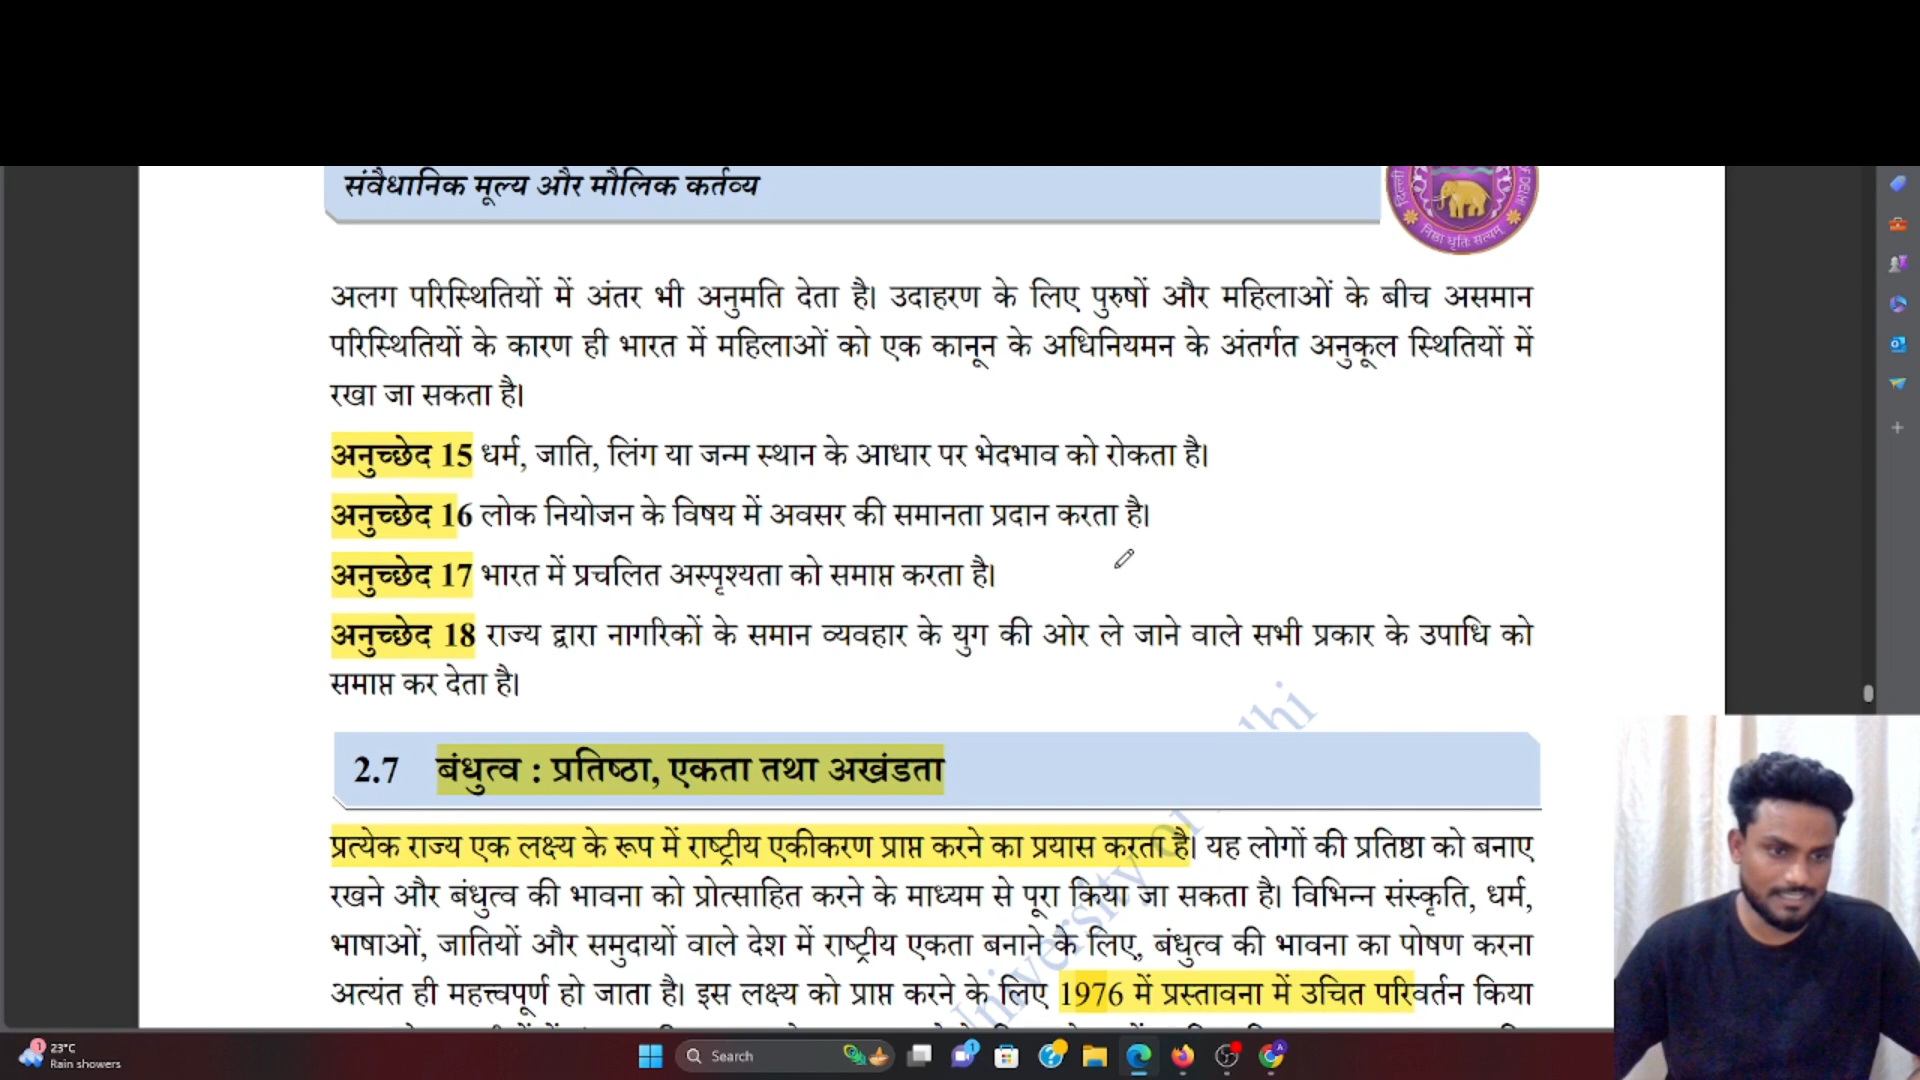 संवैधानिक मूल्य और मौलिक कर्तव्य
निष्ठा धृतिः सत्यम्
अलग परिस्थितियों में अंतर भी अनुमति देता है। उदाहरण के लिए पुरुषों और महिलाओं के बीच असमान
परिस्थितियों के कारण ही भारत में महिलाओं को एक कानून के अधिनियमन के अंतर्गत अनुकूल स्थितियों में
रखा जा सकता है।
अनुच्छेद 15 धर्म, जाति, लिंग या जन्म स्थान के आधार पर भेदभाव को रोकता है।
अनुच्छेद 16 लोक नियोजन के विषय में अवसर की समानता प्रदान करता है।
अनुच्छेद 17 भारत में प्रचलित अस्पृश्यता को समाप्त करता है।
अनुच्छेद 18 राज्य द्वारा नागरिकों के समान व्यवहार के युग की ओर ले जाने वाले सभी प्रकार के उपाधि को
समाप्त कर देता है।
2.7 बंधुत्व : प्रतिष्ठा, एकता तथा अखंडता
प्रत्येक राज्य एक लक्ष्य के रूप में राष्ट्रीय एकीकरण प्राप्त करने का प्रयास करता है। यह लोगों की प्रतिष्ठा को बनाए
रखने और बंधुत्व की भावना को प्रोत्साहित करने के माध्यम से पूरा किया जा सकता है। विभिन्न संस्कृति, धर्म,
भाषाओं, जातियों और समुदायों वाले देश में राष्ट्रीय एकता बनाने के लिए, बंधुत्व की भावना का पोषण करना
अत्यंत ही महत्त्वपूर्ण हो जाता है। इस लक्ष्य को प्राप्त करने के लिए 1976 में प्रस्तावना में उचित परिवर्तन किया
23°C
Rain showers
Search